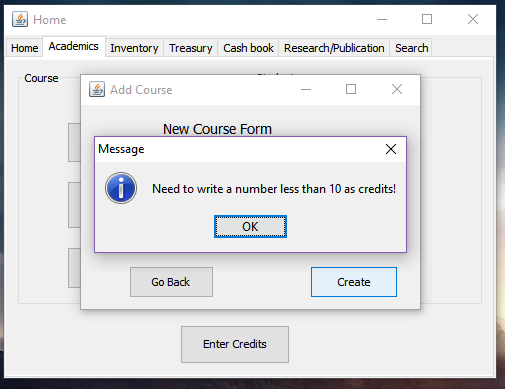 Home
Home Academics Inventory Treasury Cash book Research/Publication Search
Course
Add Course
New Course Form
Message
Need to write a number less than 10 as credits!
OK
Go Back Create
Enter Credits